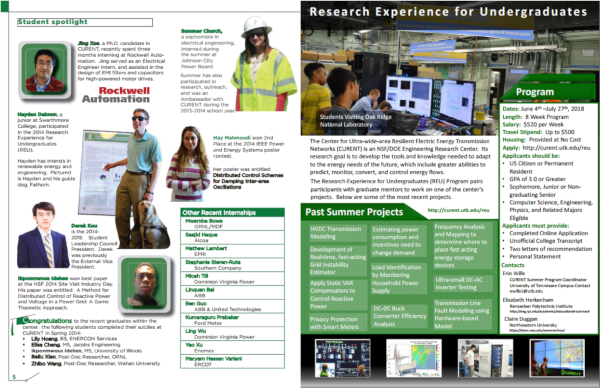 Student spotlight
Jing Xue, a Ph.D. candidate in
CURENT, recently spent three
months interning at Rockwell Auto-
mation. Jing served as an Electrical
Engineer Intern, and assisted in the
design of EMI filters and capacitors
for high-powered motor drives.
Rockwell
Automation
Summer Church,
a sophomore in
electrical engineering,
interned during the
summer at Johnson City
Power Board.
Summer has also
participated in
research, outreach,
and was an
Ambassador with
CURENT during the
2013-2014 school year.
Hayden Dahmm, a
junior at Swarthmore
College, participated
in the 2014 Research
Experience for
Undergraduates
(REU).
Hayden has interests in
renewable energy and
engineering. Pictured
is Hayden and his guide
dog, Fathom.
May Mahmoudi won 2nd
Place at the 2014 IEEE Power
and Energy Systems poster
contest.
Her poster was entitled:
Distributed Control Schemes
for Damping Inter-area
Oscillations
Derek Kou
is the 2014-
2015 Student
Leadership Council
President. Derek
was previously
the External Vice
President.
Ikponmwosa Idehen won best paper
at the NSF 2014 Site Visit Industry Day.
His paper was entitled: A Method for
Distributed Control of Reactive Power
and Voltage in a Power Grid: A Game
Theoretic Approach.
Congratulations to the recent graduates within the
center. the following students completed their sudties at
CURENT in Spring 2014:
Lily Hoang, BS, ENERCON Services
Elise Cheng, MS, Jacobs Engineering
Ikponmwosa Idehen, MS, University of Illinois
Bailu Xiao, Post-Doc Researcher, ORNL
Zhibo Wang, Post-Doc Researcher, Wuhan University
5
Other Recent Internships
Mwamba Bowa
ORNL/MDF
Saajid Haque
Alcoa
Mathew Lambert
EPRI
Stephanie Steren-Ruta
Southern Company
Micah Till
Dominion Virginia Power
Linquan Bai
ABB
Ben Guo
ABB & United Technologies
Kumaraguru Prabakar
Ford Motor
Ling Wu
Dominion Virginia Power
Yao Xu
Enomex
Maryam Hassan Variani
ERCOT
Research Experience for Undergraduates
Students Visiting Oak Ridge
National Laboratory
The Center for Ultra-wide-area Resilient Electric Energy Transmission
Networks (CURENT) is an NSF/DOE Engineering Research Center. Its
research goal is to develop the tools and knowledge needed to adapt
to the energy needs of the future, which include greater abilities to
predict, monitor, convert, and control energy flows.
The Research Experience for Undergraduates (REU) Program pairs
participants with graduate mentors to work on one of the center's
projects. Below are some of the most recent projects.
Past Summer Projects
http://curent.utk.edu/reu
HVDC Transmission
Modeling
Development of
Real-time, fast-acting
Grid Instability
Estimator
Apply Static VAR
Compensators to
Control Reactive
Power
Privacy Protection
with Smart Meters
Estimating power
consumption and
incentives need to
change demand
Load Identification by
Monitoring
Household Power
Supply
DC-DC Buck
Converter Efficiency
Analysis
Frequency Analysis
and Mapping to
determine where to
place fast acting
energy storage
devices
Ultra-small DC-AC
Inverter Testing
Transmission Line
Fault Modeling using
Hardware-based
Model
Program
Dates: June 4th –July 27th, 2018
Length: 8 Week Program
Salary: $520 per Week
Travel Stipend: Up to $500
Housing: Provided at No Cost
Apply: http://curent.utk.edu/reu
Applicants should be:
US Citizen or Permanent
Resident
GPA of 3.0 or Greater
Sophomore, Junior or Non-
graduating Senior
Computer Science, Engineering,
Physics, and Related Majors
Eligible
Applicants must provide:
Completed Online Application
Unofficial College Transcript
Two letters of recommendation
Personal Statement
Contacts
Erin Wills
CURENT Summer Program Coordinator
University of Tennessee Campus Contact
Elizabeth Herkenham
Rensselaer Polytechnic Institute
Claire Duggan
Northeastern University